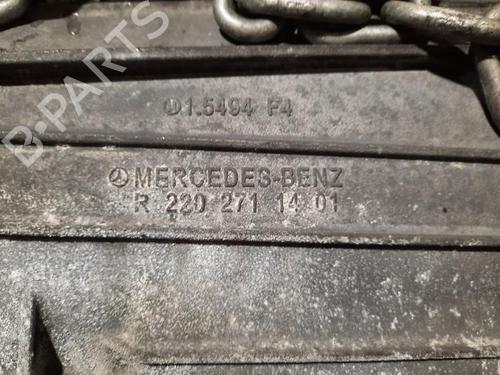 B-PARTS
1.5494 F4
MERCEDES-BENZ
R 220 271 14 01